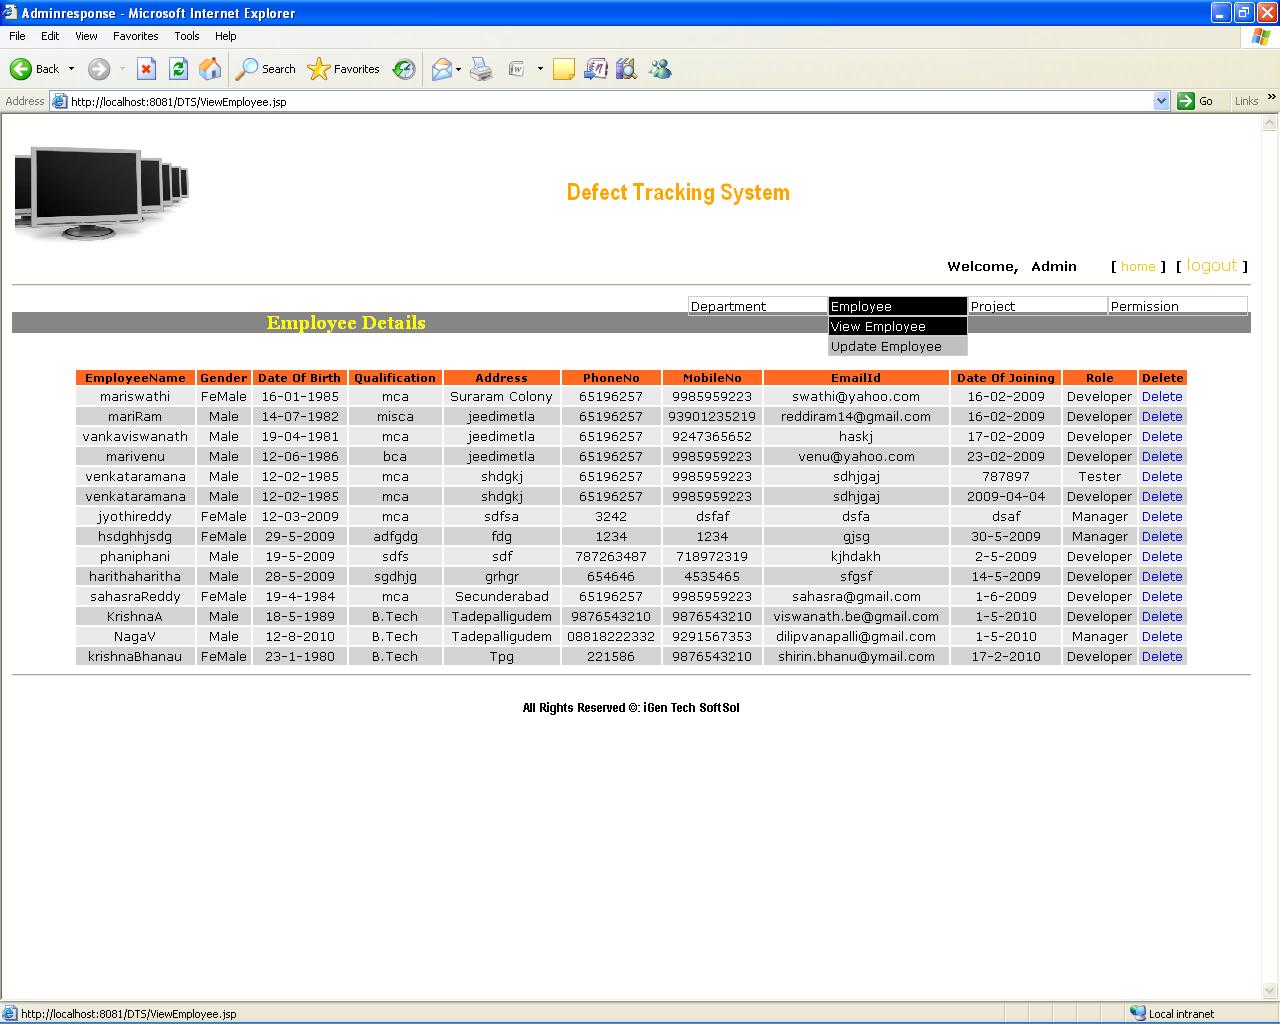 Adminresponse - Microsoft Internet Explorer
File Edit View Favorites Tools Help
Back Search Favorites
Address http://localhost:8081/DTS/ViewEmployee.jsp Go Links »
Defect Tracking System
Welcome, Admin [ home ] [ logout ]
Department Employee Project Permission
Employee Details
View Employee
Update Employee
EmployeeName Gender Date Of Birth Qualification Address PhoneNo MobileNo EmailId Date Of Joining Role Delete
mariswathi FeMale 16-01-1985 mca Suraram Colony 65196257 9985959223 swathi@yahoo.com 16-02-2009 Developer Delete
mariRam Male 14-07-1982 misca jeedimetla 65196257 93901235219 reddiram14@gmail.com 16-02-2009 Developer Delete
vankaviswanath Male 19-04-1981 mca jeedimetla 65196257 9247365652 haskj 17-02-2009 Developer Delete
marivenu Male 12-06-1986 bca jeedimetla 65196257 9985959223 venu@yahoo.com 23-02-2009 Developer Delete
venkataramana Male 12-02-1985 mca shdgkj 65196257 9985959223 sdhjgaj 787897 Tester Delete
venkataramana Male 12-02-1985 mca shdgkj 65196257 9985959223 sdhjgaj 2009-04-04 Developer Delete
jyothireddy FeMale 12-03-2009 mca sdfsa 3242 dsfaf dsfa dsaf Manager Delete
hsdghhjsdg FeMale 29-5-2009 adfgdg fdg 1234 1234 gjsg 30-5-2009 Manager Delete
phaniphani Male 19-5-2009 sdfs sdf 787263487 718972319 kjhdakh 2-5-2009 Developer Delete
harithaharitha Male 28-5-2009 sgdhjg grhgr 654646 4535465 sfgsf 14-5-2009 Developer Delete
sahasraReddy FeMale 19-4-1984 mca Secunderabad 65196257 9985959223 sahasra@gmail.com 1-6-2009 Developer Delete
KrishnaA Male 18-5-1989 B.Tech Tadepalligudem 9876543210 9876543210 viswanath.be@gmail.com 1-5-2010 Developer Delete
NagaV Male 12-8-2010 B.Tech Tadepalligudem 08818222332 9291567353 dilipvanapalli@gmail.com 1-5-2010 Manager Delete
krishnaBhanau FeMale 23-1-1980 B.Tech Tpg 221586 9876543210 shirin.bhanu@ymail.com 17-2-2010 Developer Delete
All Rights Reserved ©: iGen Tech SoftSol
http://localhost:8081/DTS/ViewEmployee.jsp Local intranet